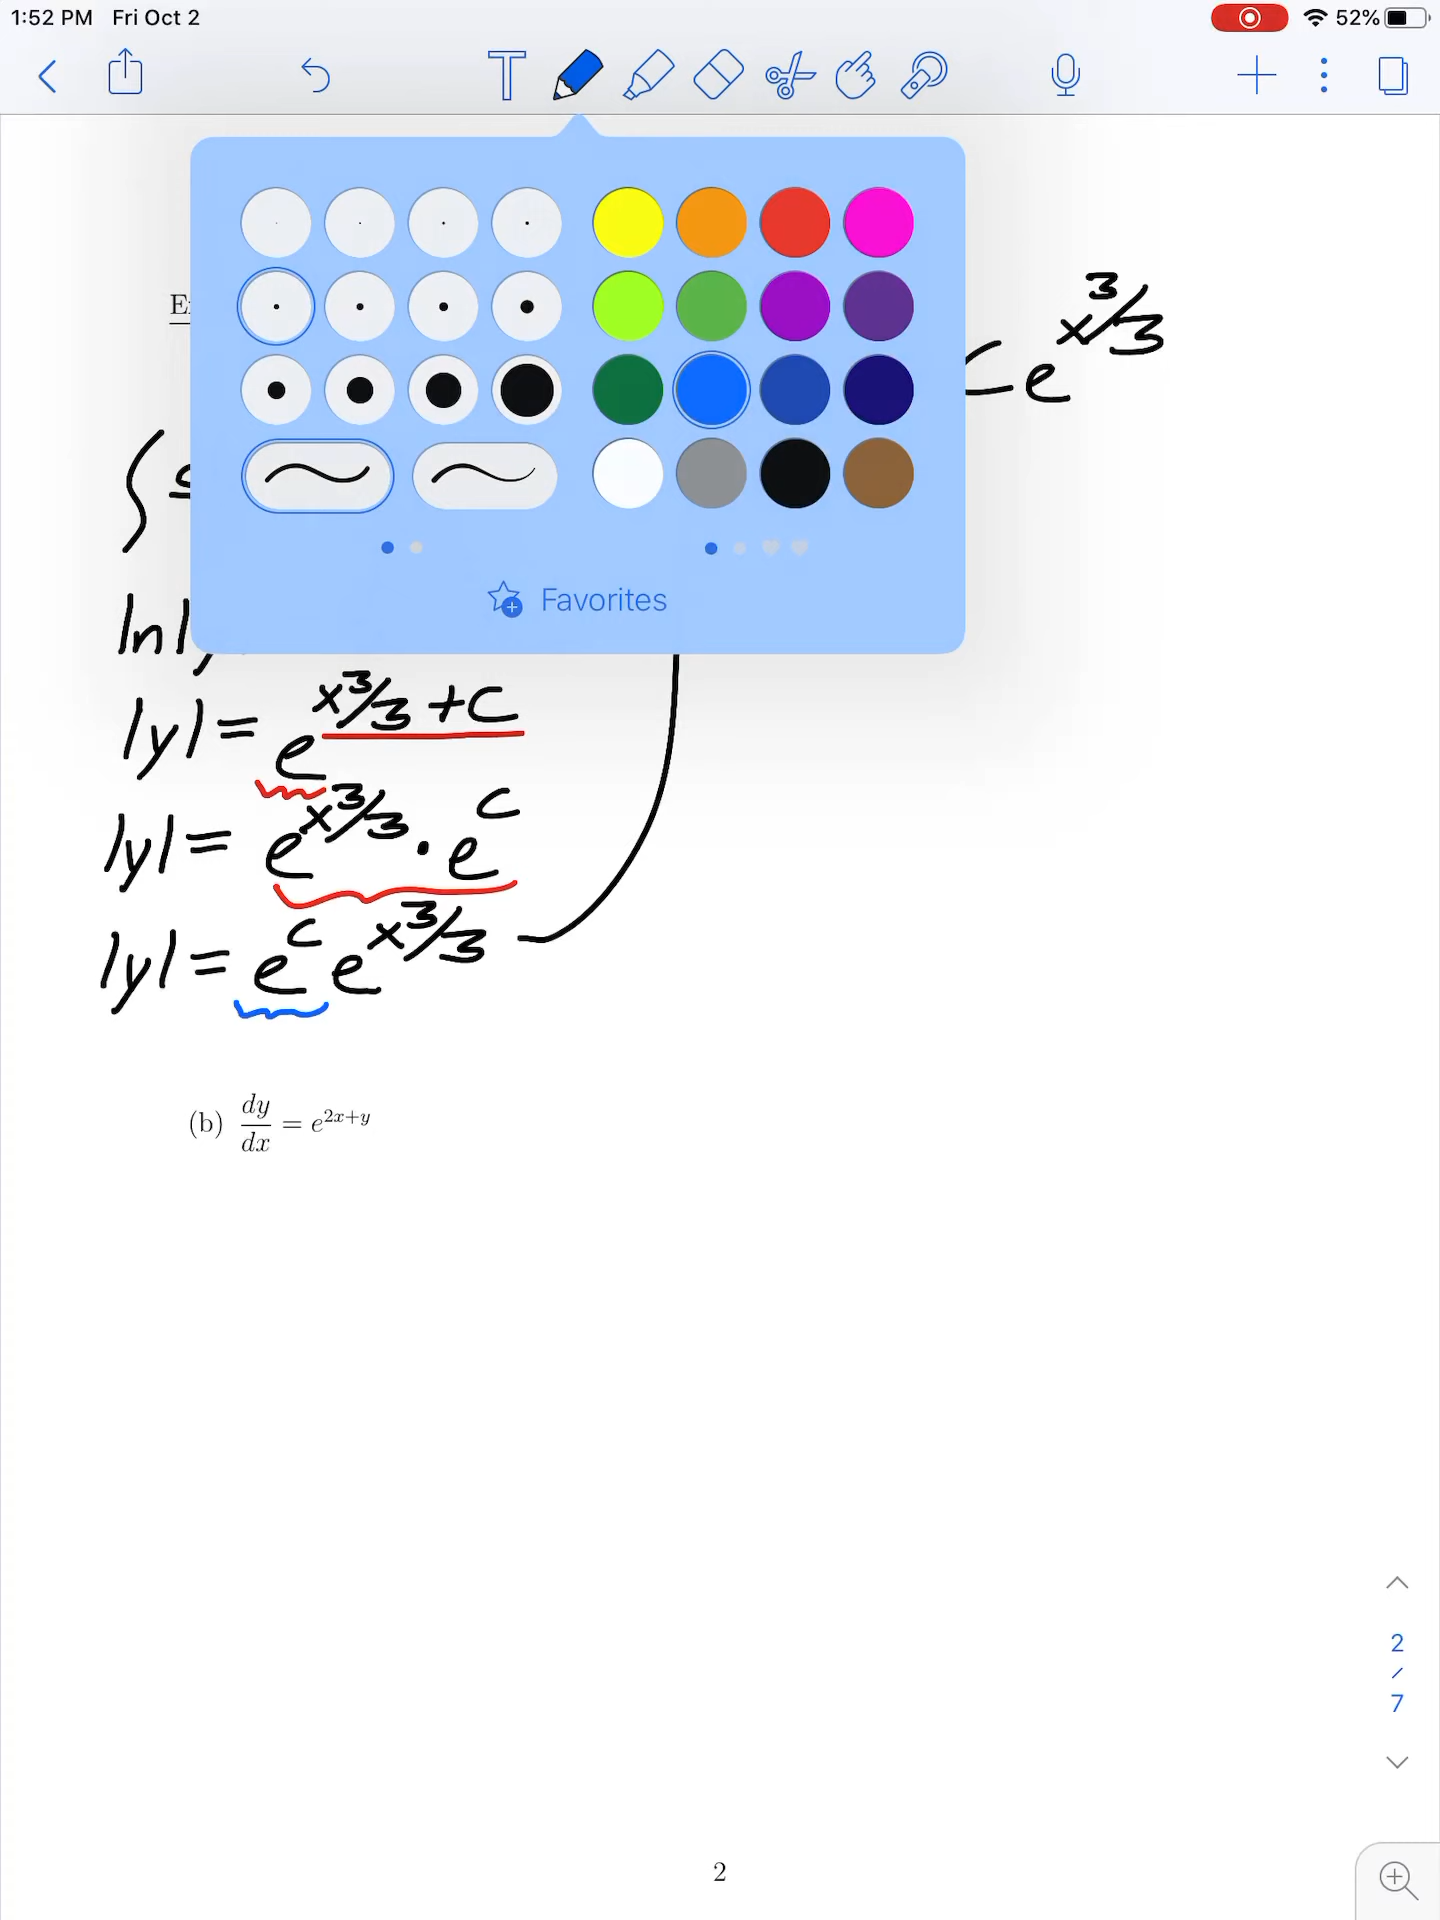 1:52 PM Fri Oct 2
52%
T
Ce^{x^3/3}
Favorites
|y| = e^{x^3/3 + C}
|y| = e^{x^3/3} · e^C
|y| = e^C e^{x^3/3}
(b) dy/dx = e^{2x+y}
2
/
7
2